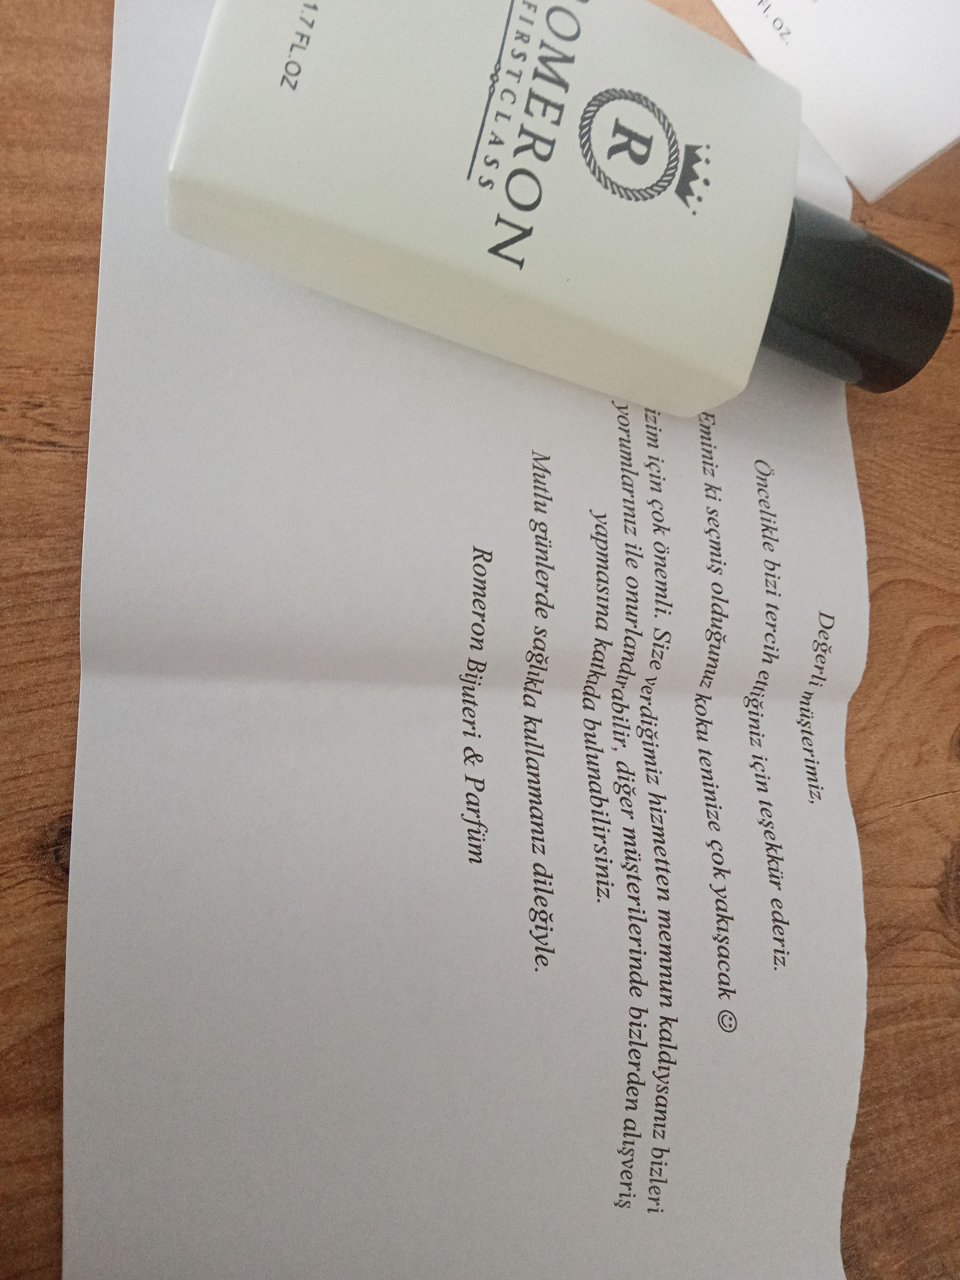 Değerli müşterimiz,
Öncelikle bizi tercih ettiğiniz için teşekkür ederiz.
Eminiz ki seçmiş olduğunuz koku teninize çok yakışacak ☺
izim için çok önemli. Size verdiğimiz hizmetten memnun kaldıysanız bizleri
yorumlarınız ile onurlandırabilir, diğer müşterilerinde bizlerden alışveriş
yapmasına katkıda bulunabilirsiniz.
Mutlu günlerde sağlıkla kullanmanız dileğiyle.
Romeron Bijuteri & Parfüm
R
OMERON
FIRSTCLASS
1.7 FL.OZ
FL. OZ.